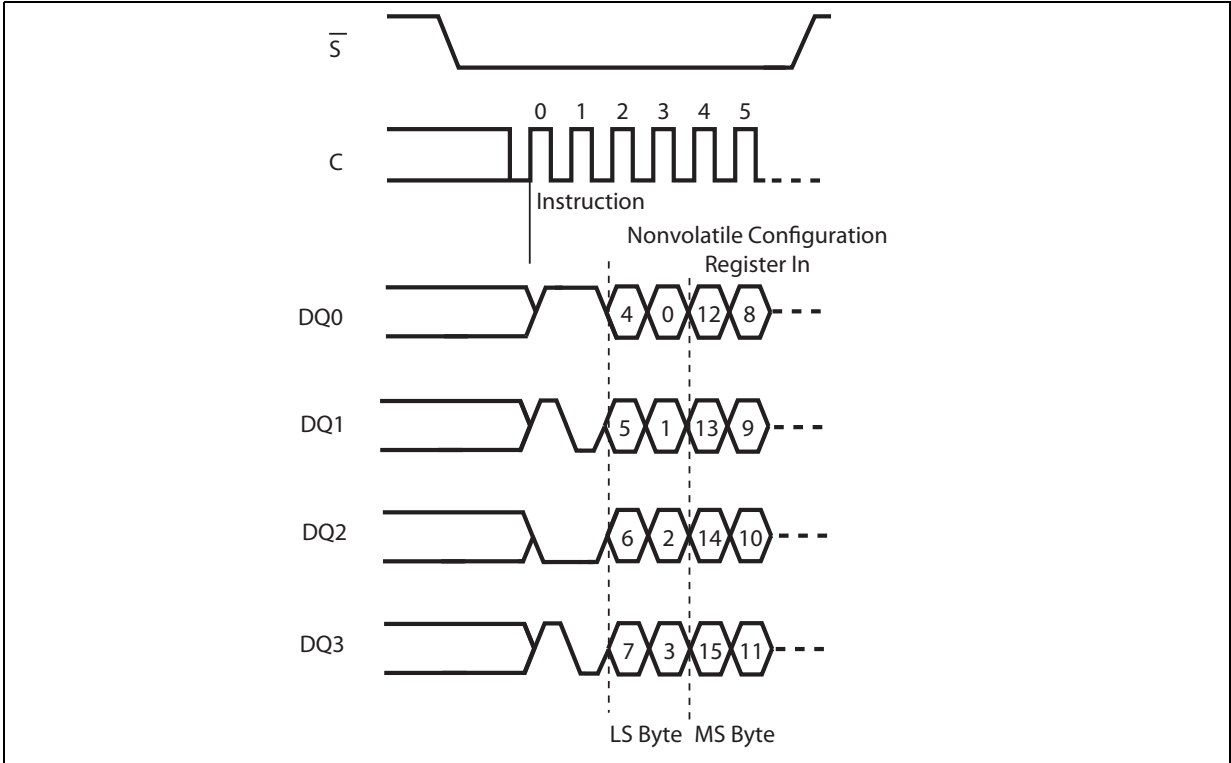 S
0 1 2 3 4 5
C
Instruction
Nonvolatile Configuration
Register In
DQ0
4 0 12 8
DQ1
5 1 13 9
DQ2
6 2 14 10
DQ3
7 3 15 11
LS Byte MS Byte